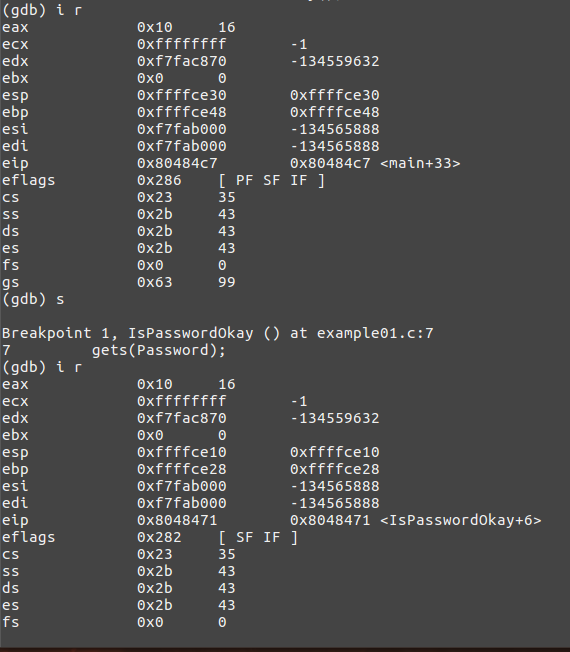 (gdb) i r
eax 0x10 16
ecx 0xffffffff -1
edx 0xf7fac870 -134559632
ebx 0x0 0
esp 0xffffce30 0xffffce30
ebp 0xffffce48 0xffffce48
esi 0xf7fab000 -134565888
edi 0xf7fab000 -134565888
eip 0x80484c7 0x80484c7 <main+33>
eflags 0x286 [ PF SF IF ]
cs 0x23 35
ss 0x2b 43
ds 0x2b 43
es 0x2b 43
fs 0x0 0
gs 0x63 99
(gdb) s
Breakpoint 1, IsPasswordOkay () at example01.c:7
7 gets(Password);
(gdb) i r
eax 0x10 16
ecx 0xffffffff -1
edx 0xf7fac870 -134559632
ebx 0x0 0
esp 0xffffce10 0xffffce10
ebp 0xffffce28 0xffffce28
esi 0xf7fab000 -134565888
edi 0xf7fab000 -134565888
eip 0x8048471 0x8048471 <IsPasswordOkay+6>
eflags 0x282 [ SF IF ]
cs 0x23 35
ss 0x2b 43
ds 0x2b 43
es 0x2b 43
fs 0x0 0